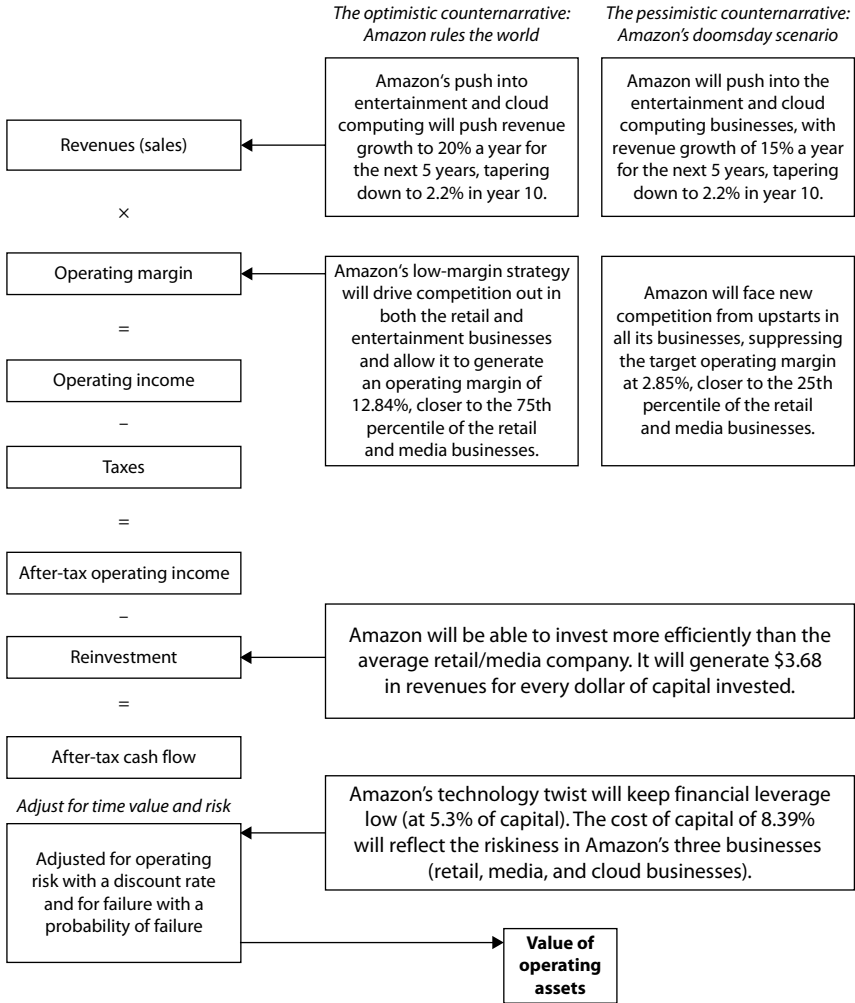 The optimistic counternarrative:
Amazon rules the world
The pessimistic counternarrative:
Amazon’s doomsday scenario
Revenues (sales)
Amazon’s push into
entertainment and cloud
computing will push revenue
growth to 20% a year for
the next 5 years, tapering
down to 2.2% in year 10.
Amazon will push into the
entertainment and cloud
computing businesses, with
revenue growth of 15% a year
for the next 5 years, tapering
down to 2.2% in year 10.
×
Operating margin
Amazon’s low-margin strategy
will drive competition out in
both the retail and
entertainment businesses
and allow it to generate
an operating margin of
12.84%, closer to the 75th
percentile of the retail
and media businesses.
Amazon will face new
competition from upstarts in
all its businesses, suppressing
the target operating margin
at 2.85%, closer to the 25th
percentile of the retail
and media businesses.
=
Operating income
–
Taxes
=
After-tax operating income
–
Reinvestment
Amazon will be able to invest more efficiently than the
average retail/media company. It will generate $3.68
in revenues for every dollar of capital invested.
=
After-tax cash flow
Adjust for time value and risk
Adjusted for operating
risk with a discount rate
and for failure with a
probability of failure
Amazon’s technology twist will keep financial leverage
low (at 5.3% of capital). The cost of capital of 8.39%
will reflect the riskiness in Amazon’s three businesses
(retail, media, and cloud businesses).
Value of
operating
assets